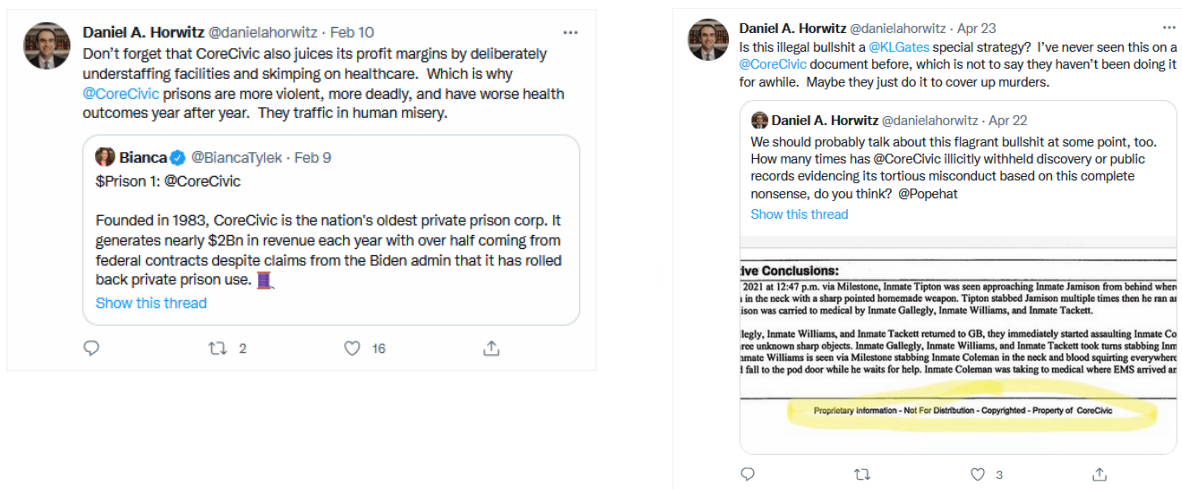 Daniel A. Horwitz @danielahorwitz · Feb 10
Don't forget that CoreCivic also juices its profit margins by deliberately
understaffing facilities and skimping on healthcare. Which is why
@CoreCivic prisons are more violent, more deadly, and have worse health
outcomes year after year. They traffic in human misery.
Bianca @BiancaTylek · Feb 9
$Prison 1: @CoreCivic
Founded in 1983, CoreCivic is the nation's oldest private prison corp. It
generates nearly $2Bn in revenue each year with over half coming from
federal contracts despite claims from the Biden admin that it has rolled
back private prison use.
Show this thread
2 16
Daniel A. Horwitz @danielahorwitz · Apr 23
Is this illegal bullshit a @KLGates special strategy? I've never seen this on a
@CoreCivic document before, which is not to say they haven't been doing it
for awhile. Maybe they just do it to cover up murders.
Daniel A. Horwitz @danielahorwitz · Apr 22
We should probably talk about this flagrant bullshit at some point, too.
How many times has @CoreCivic illicitly withheld discovery or public
records evidencing its tortious misconduct based on this complete
nonsense, do you think? @Popehat
Show this thread
ive Conclusions:
2021 at 12:47 p.m. via Milestone, Inmate Tipton was seen approaching Inmate Jamison from behind when
in the neck with a sharp pointed homemade weapon. Tipton stabbed Jamison multiple times then he ran
ison was carried to medical by Inmate Gallegly, Inmate Williams, and Inmate Tackett.
legly, Inmate Williams, and Inmate Tackett returned to GB, they immediately started assaulting Inmate Co
ree unknown sharp objects. Inmate Gallegly, Inmate Williams, and Inmate Tackett took turns stabbing Inm
nmate Williams is seen via Milestone stabbing Inmate Coleman in the neck and blood squirting everywhere
fall to the pod door while he waits for help. Inmate Coleman was taking to medical where EMS arrived
Proprietary Information - Not For Distribution - Copyrighted - Property of CoreCivic
3